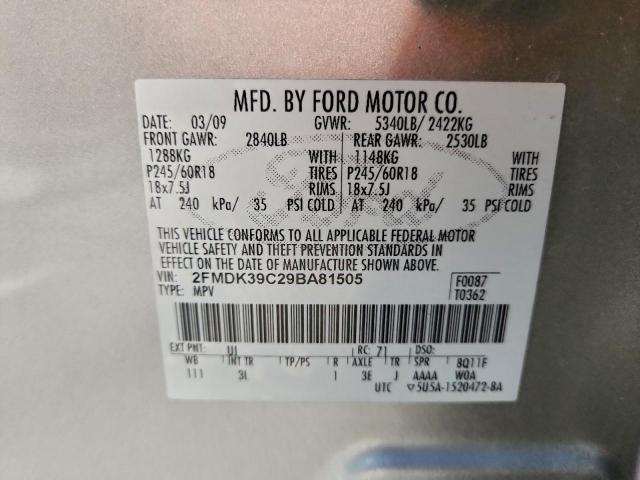 MFD. BY FORD MOTOR CO.
DATE: 03/09 GVWR: 5340LB/ 2422KG
FRONT GAWR: 2840LB REAR GAWR: 2530LB
1288KG WITH 1148KG WITH
P245/60R18 TIRES P245/60R18 TIRES
18x7.5J RIMS 18x7.5J RIMS
AT 240 kPa/ 35 PSI COLD AT 240 kPa/ 35 PSI COLD
Ford
THIS VEHICLE CONFORMS TO ALL APPLICABLE FEDERAL MOTOR
VEHICLE SAFETY AND THEFT PREVENTION STANDARDS IN
EFFECT ON THE DATE OF MANUFACTURE SHOWN ABOVE.
VIN: 2FMDK39C29BA81505 F0087
TYPE: MPV T0362
EXT PNT: UJ RC: 71 DSO:
WB INT TR TP/PS R AXLE TR SPR 8Q11F
111 3L 1 3E J AAAA W0A
UTC ▽5U5A-1520472-8A